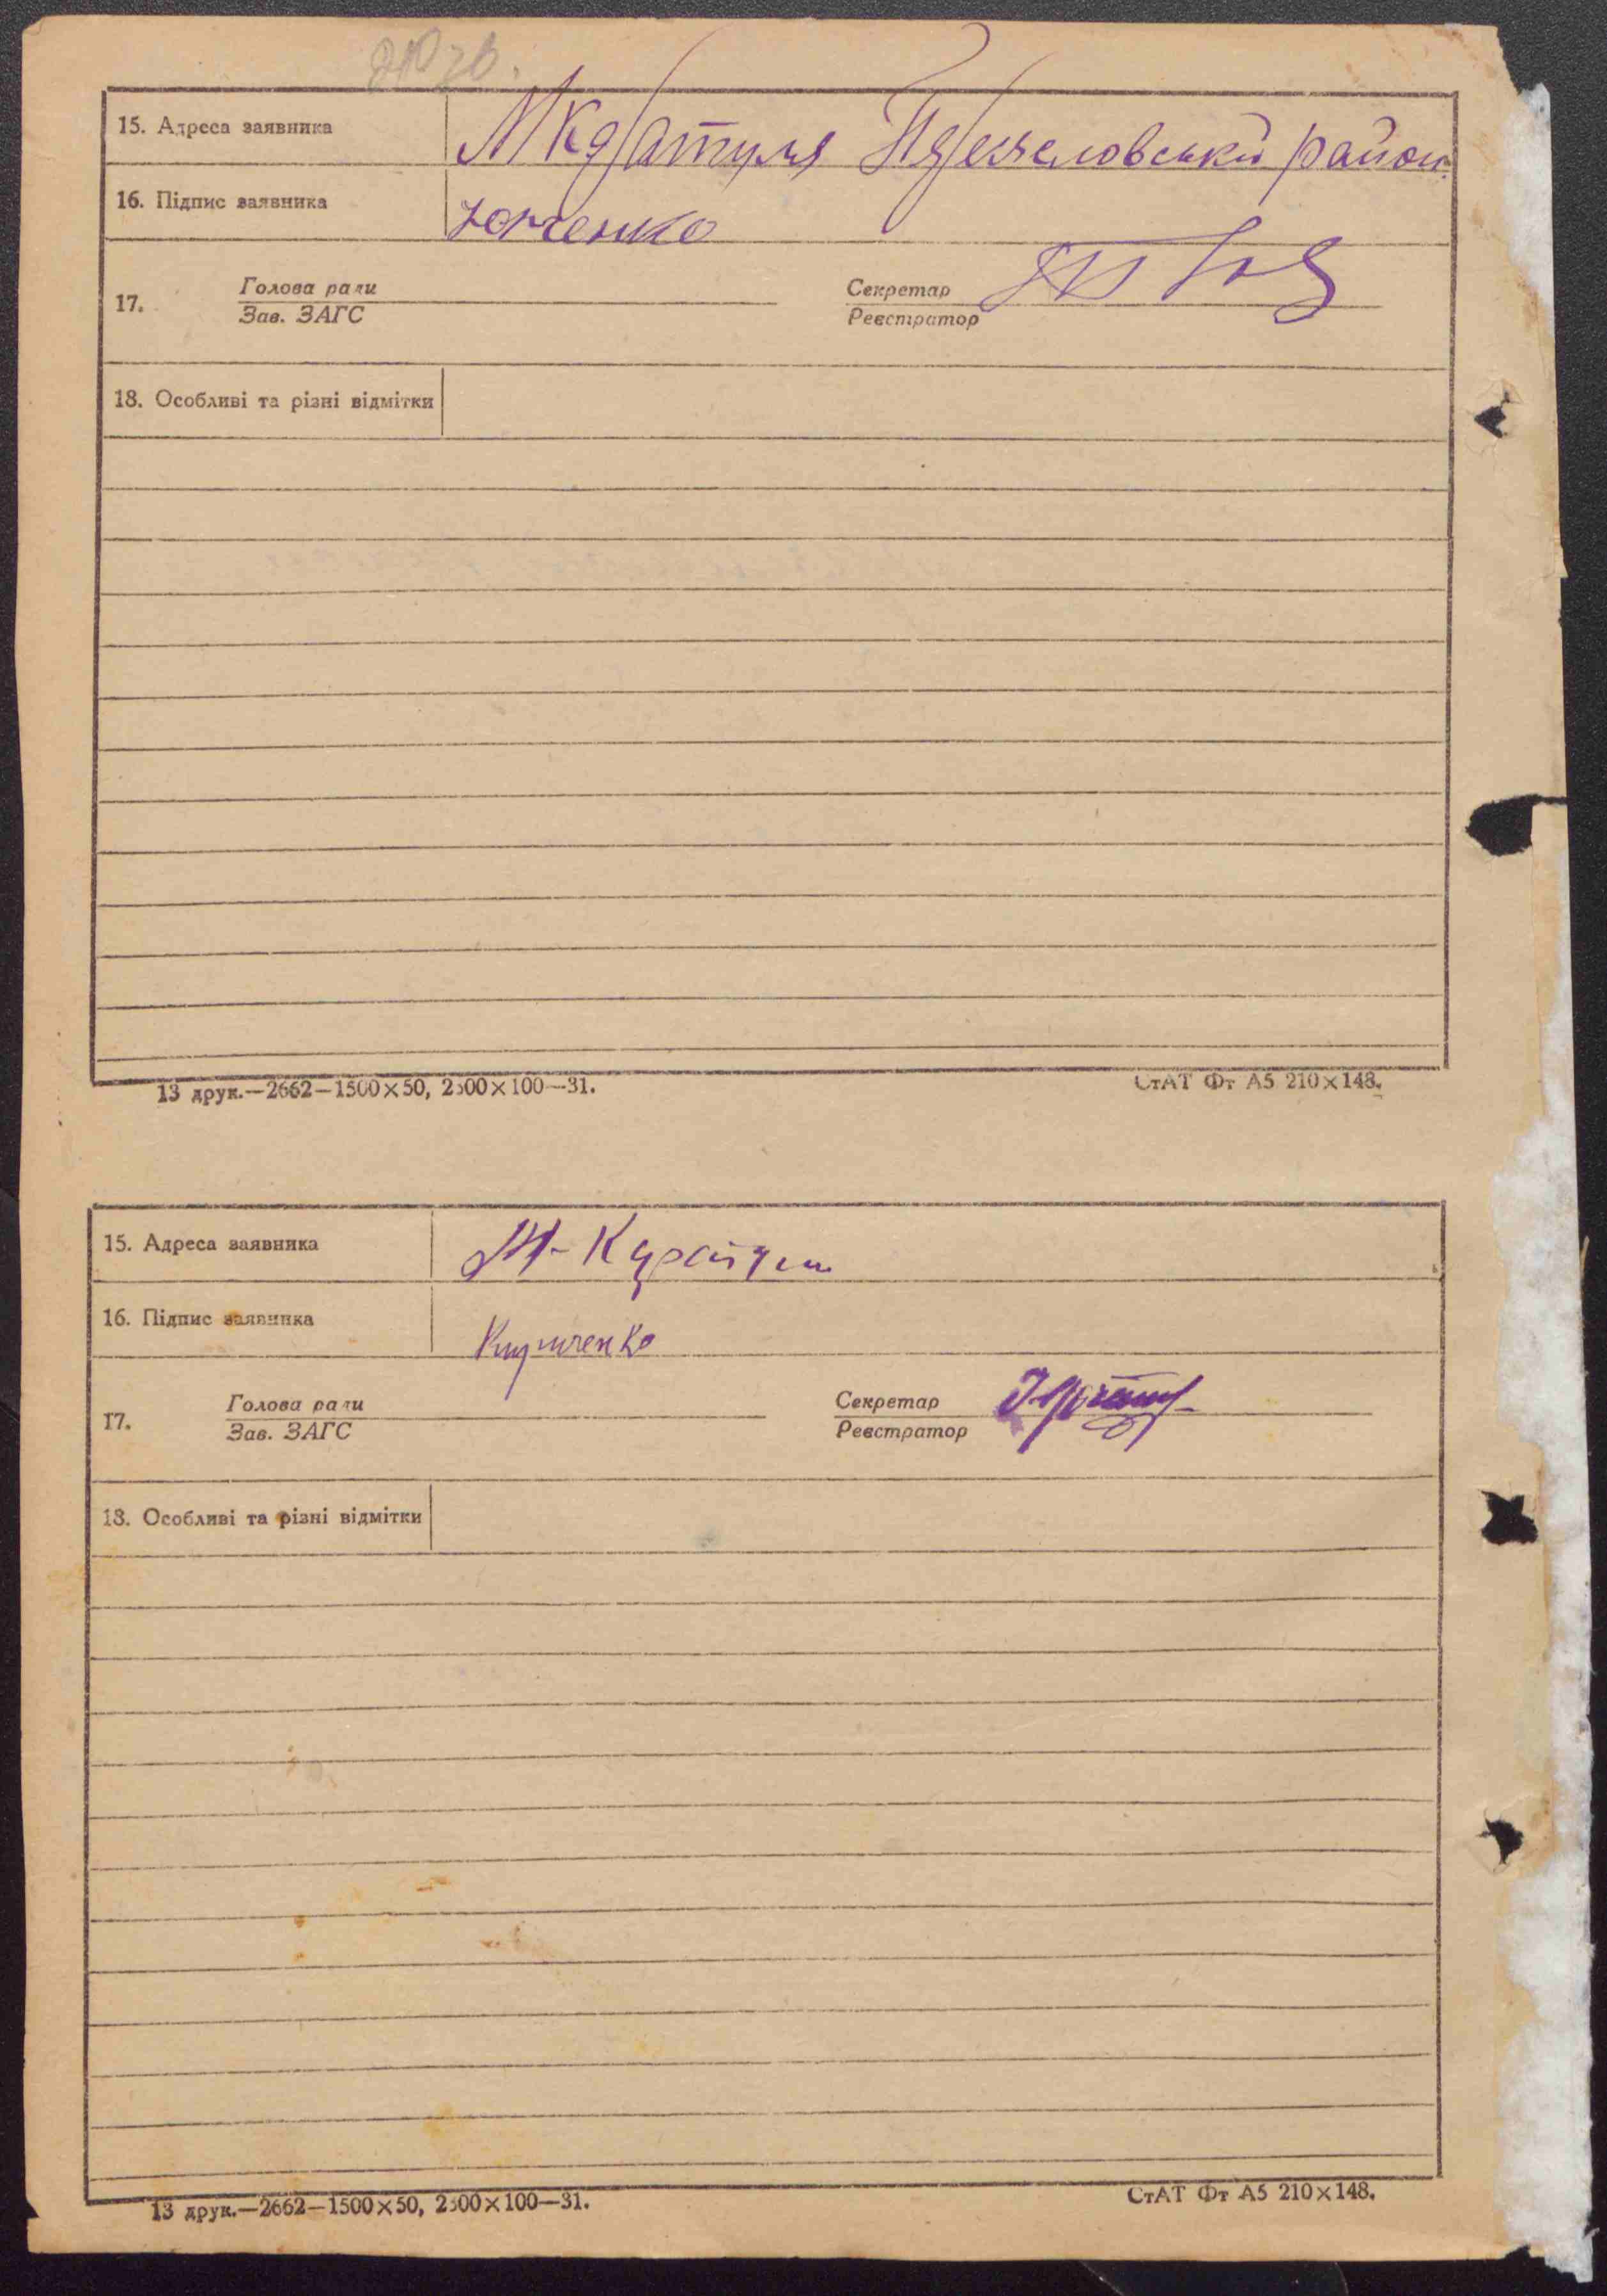 15. Адреса заявника
район
16. Підпис заявника Юрченко
17. Голова ради Секретар
Зав. ЗАГС Реєстратор
18. Особливі та різні відмітки
13 друк.—2662—1500×50, 2500×100—31. СтАТ Фт А5 210×148.
15. Адреса заявника
16. Підпис заявника Кириченко
17. Голова ради Секретар
Зав. ЗАГС Реєстратор
18. Особливі та різні відмітки
13 друк.—2662—1500×50, 2500×100—31. СтАТ Фт А5 210×148.